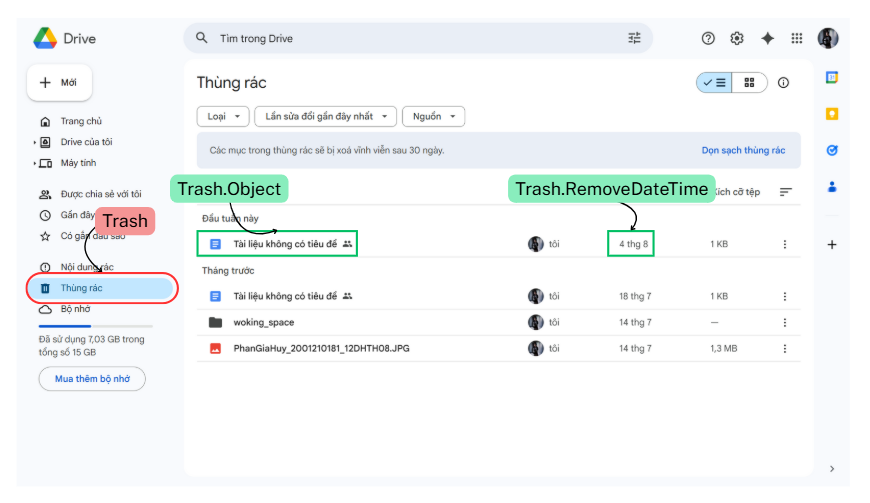 Drive
Tìm trong Drive
Mới
Thùng rác
Trang chủ
Drive của tôi
Máy tính
Loại
Lần sửa đổi gần đây nhất
Nguồn
Các mục trong thùng rác sẽ bị xoá vĩnh viễn sau 30 ngày.
Dọn sạch thùng rác
Được chia sẻ với tôi
Trash.Object
Trash.RemoveDateTime
Kích cỡ tệp
Gần đây
Trash
Có gắn dấu sao
Đầu tuần này
Tài liệu không có tiêu đề
tôi
4 thg 8
1 KB
Nội dung rác
Tháng trước
Thùng rác
Tài liệu không có tiêu đề
tôi
18 thg 7
1 KB
Bộ nhớ
woking_space
tôi
14 thg 7
—
Đã sử dụng 7,03 GB trong
tổng số 15 GB
PhanGiaHuy_2001210181_12DHTH08.JPG
tôi
14 thg 7
1,3 MB
Mua thêm bộ nhớ